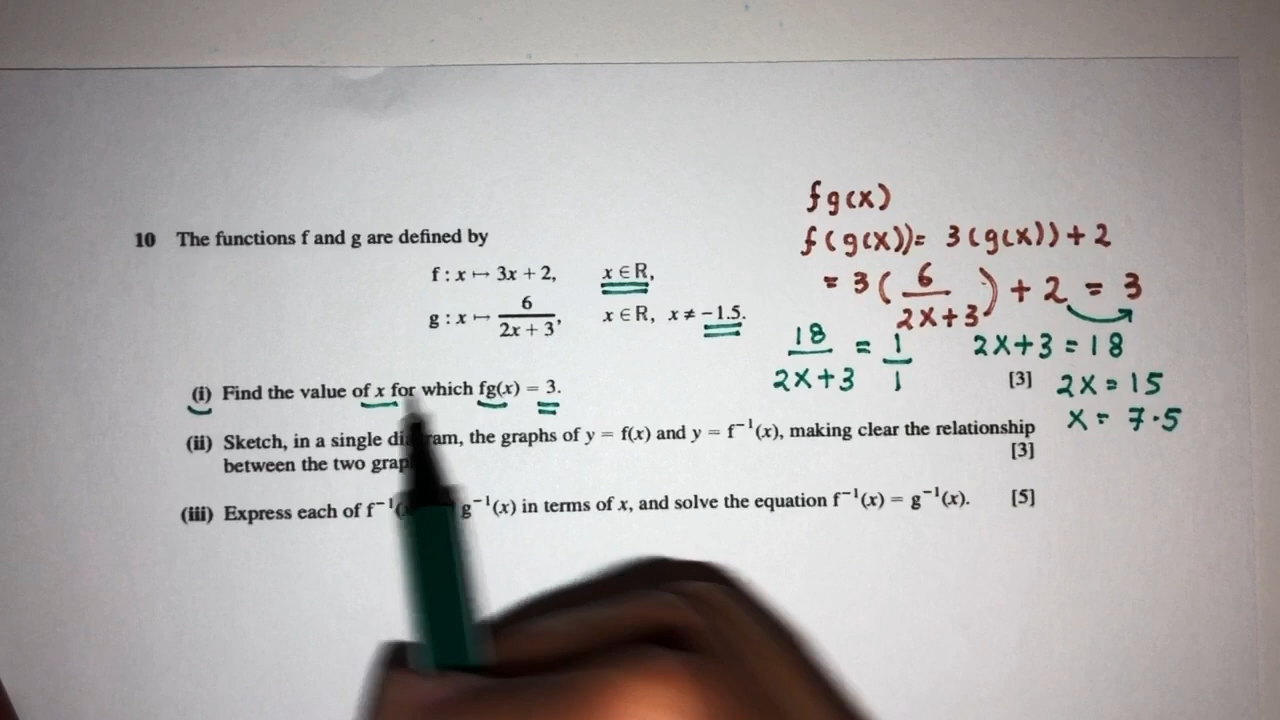 fg(x)
f(g(x)) = 3(g(x)) + 2
= 3(6/2x+3) + 2 = 3
18/2x+3 = 1/1
2x+3 = 18
2x = 15
x = 7.5
10 The functions f and g are defined by
f : x ↦ 3x + 2, x ∈ R,
g : x ↦ 6/2x + 3, x ∈ R, x ≠ −1.5.
(i) Find the value of x for which fg(x) = 3. [3]
(ii) Sketch, in a single the graphs of y = f(x) and y = f⁻¹(x), making clear the relationship
between the two [3]
(iii) Express each of f⁻¹ g⁻¹(x) in terms of x, and solve the equation f⁻¹(x) = g⁻¹(x). [5]